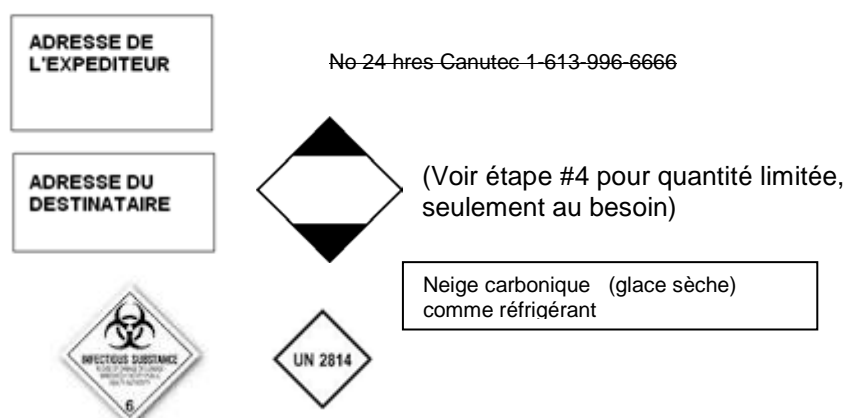 ADRESSE DE
L'EXPEDITEUR
No 24 hres Canutec 1-613-996-6666
ADRESSE DU
DESTINATAIRE
(Voir étape #4 pour quantité limitée,
seulement au besoin)
Neige carbonique (glace sèche)
comme réfrigérant
INFECTIOUS SUBSTANCE
6
UN 2814